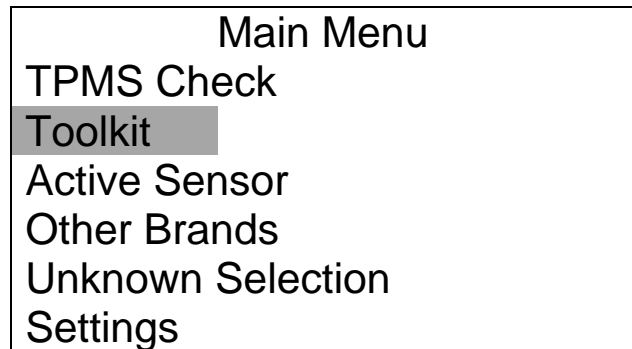 Main Menu
TPMS Check
Toolkit
Active Sensor
Other Brands
Unknown Selection
Settings